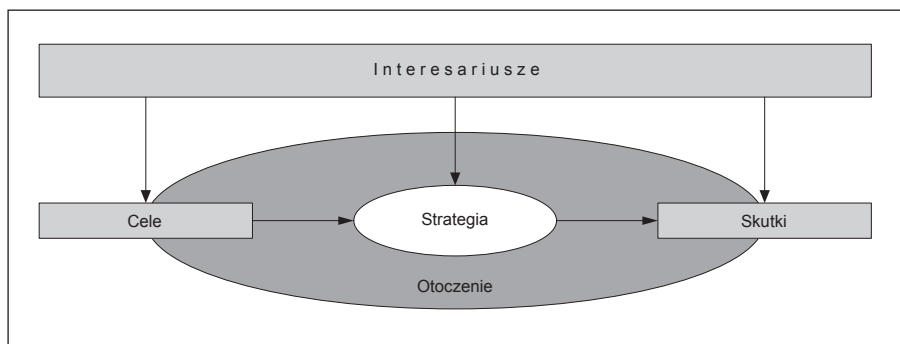 Interesariusze
Cele
Strategia
Skutki
Otoczenie